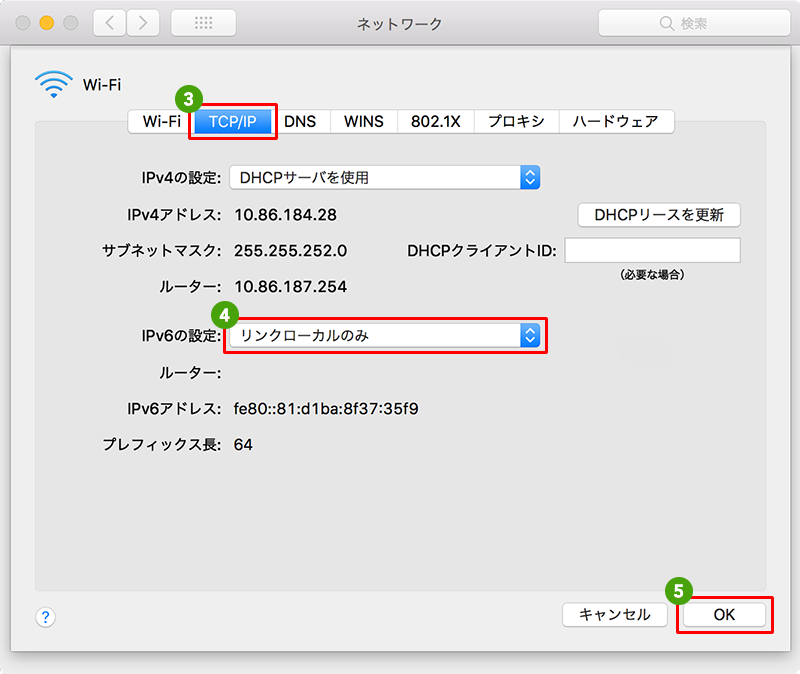 ネットワーク
検索
Wi-Fi
3
Wi-Fi TCP/IP DNS WINS 802.1X プロキシ ハードウェア
IPv4の設定: DHCPサーバを使用
IPv4アドレス: 10.86.184.28 DHCPリースを更新
サブネットマスク: 255.255.252.0 DHCPクライアントID:
(必要な場合)
ルーター: 10.86.187.254
4
IPv6の設定: リンクローカルのみ
ルーター:
IPv6アドレス: fe80::81:d1ba:8f37:35f9
プレフィックス長: 64
5
? キャンセル OK